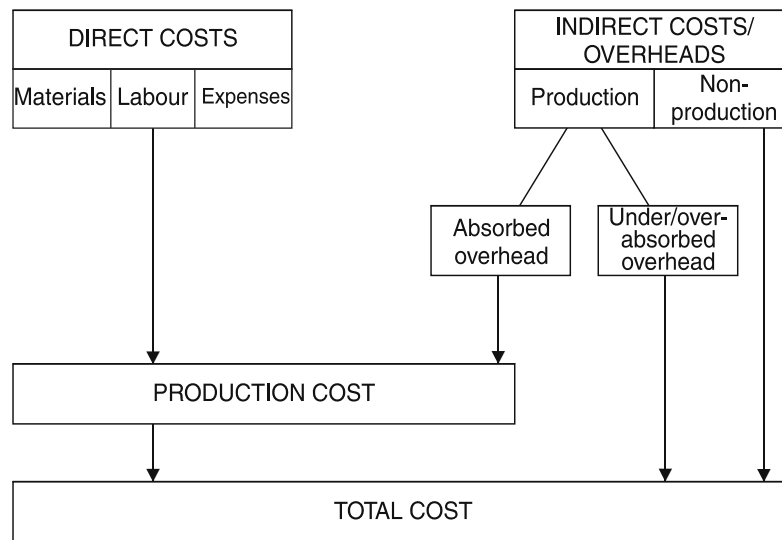 DIRECT COSTS
Materials
Labour
Expenses
INDIRECT COSTS/
OVERHEADS
Production
Non-
production
Absorbed
overhead
Under/over-
absorbed
overhead
PRODUCTION COST
TOTAL COST